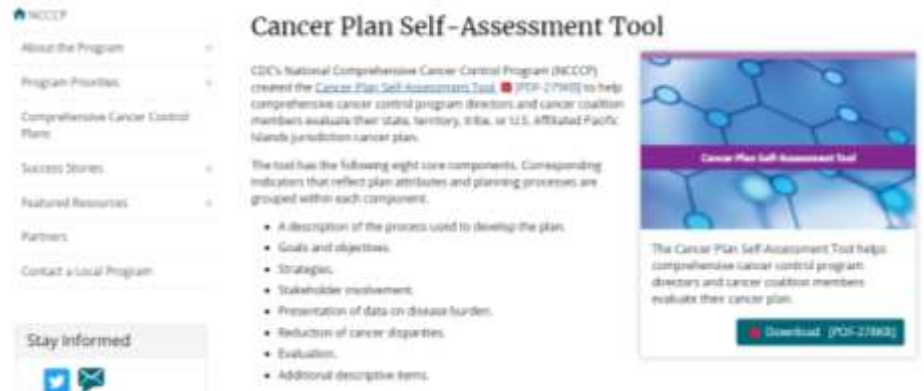 NCCCP
About the Program
Program Priorities
Comprehensive Cancer Control
Plans
Success Stories
Featured Resources
Partners
Contact a Local Program
Stay Informed
Cancer Plan Self-Assessment Tool
CDC's National Comprehensive Cancer Control Program (NCCCP)
created the Cancer Plan Self-Assessment Tool [PDF-279KB] to help
comprehensive cancer control program directors and cancer coalition
members evaluate their state, territory, tribe, or U.S. Affiliated Pacific
Islands jurisdiction cancer plan.
The tool has the following eight core components. Corresponding
indicators that reflect plan attributes and planning processes are
grouped within each component.
• A description of the process used to develop the plan.
• Goals and objectives.
• Strategies.
• Stakeholder involvement.
• Presentation of data on disease burden.
• Reduction of cancer disparities.
• Evaluation.
• Additional descriptive items.
Cancer Plan Self-Assessment Tool
The Cancer Plan Self-Assessment Tool helps
comprehensive cancer control program
directors and cancer coalition members
evaluate their cancer plan.
Download [PDF-278KB]